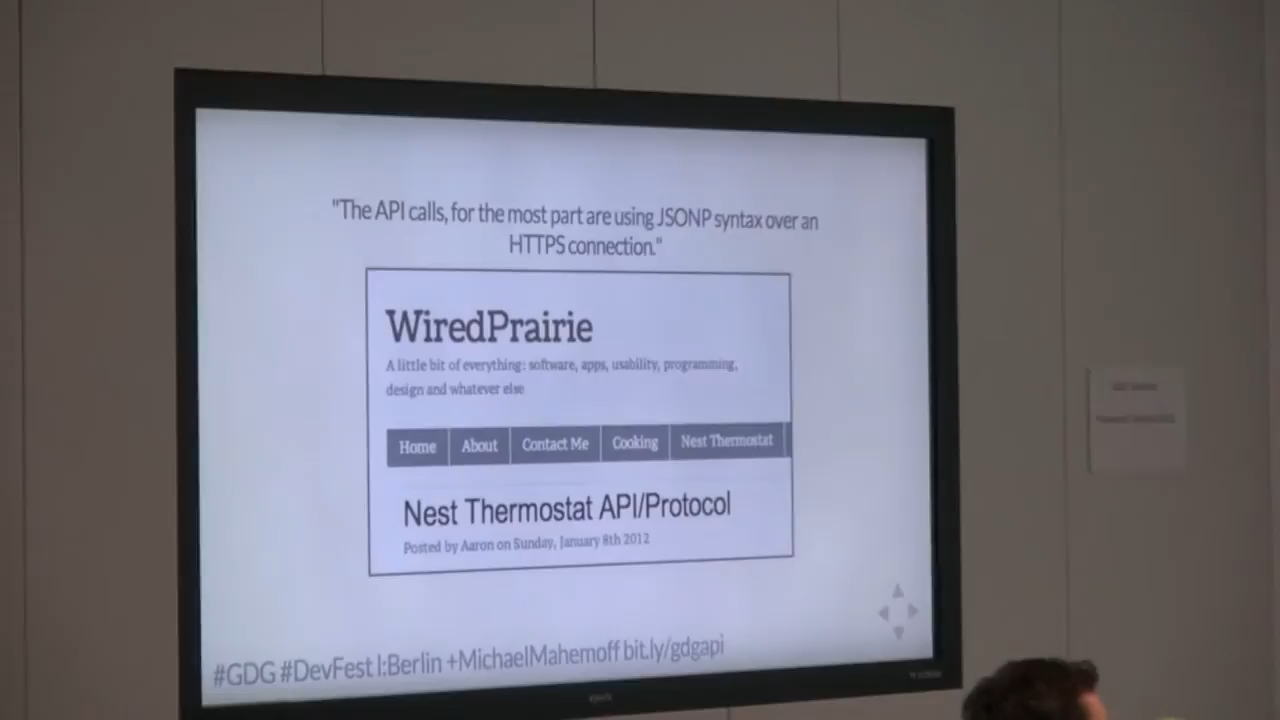 "The API calls, for the most part are using JSONP syntax over an
HTTPS connection."
WiredPrairie
A little bit of everything: software, apps, usability, programming,
design and whatever else
Home About Contact Me Cooking Nest Thermostat
Nest Thermostat API/Protocol
Posted by Aaron on Sunday, January 8th 2012
#GDG #DevFest l:Berlin +MichaelMahemoff bit.ly/gdgapi